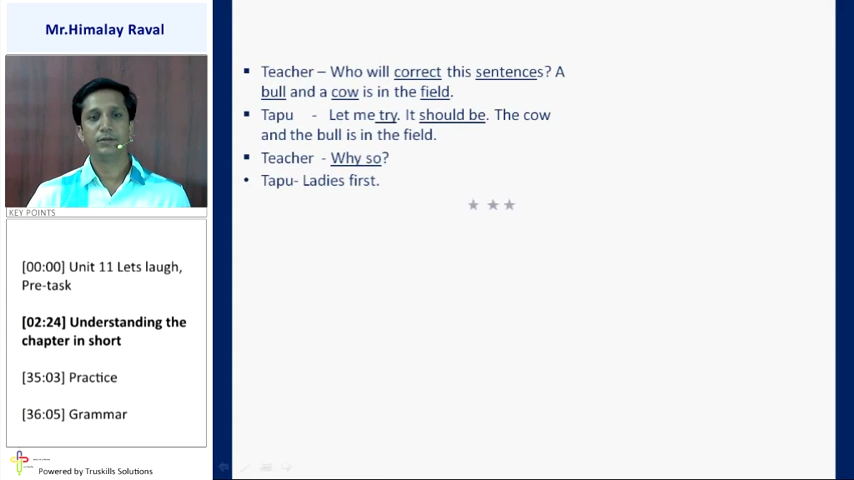 Mr.Himalay Raval
KEY POINTS
[00:00] Unit 11 Lets laugh,
Pre-task
[02:24] Understanding the
chapter in short
[35:03] Practice
[36:05] Grammar
Powered by Truskills Solutions
▪ Teacher – Who will correct this sentences? A
bull and a cow is in the field.
▪ Tapu - Let me try. It should be. The cow
and the bull is in the field.
▪ Teacher - Why so?
• Tapu- Ladies first.
★ ★ ★